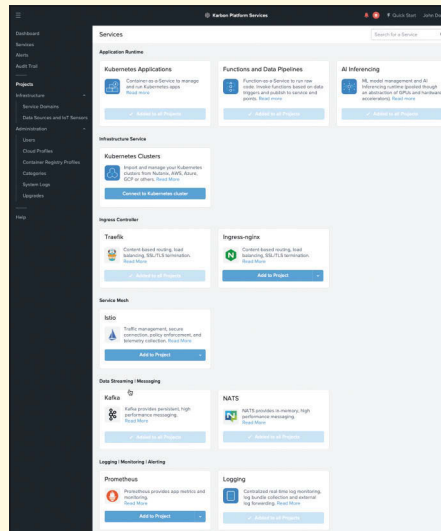 Karbon Platform Services
Quick Start
Dashboard
Services
Alerts
Audit Trail
Projects
Infrastructure
Service Domains
Data Sources and IoT Sensors
Administration
Users
Cloud Profiles
Container Registry Profiles
Categories
System Logs
Upgrades
Help
Services
Search for a Service
Application Runtime
Kubernetes Applications
Container-as-a-Service to manage
and run Kubernetes apps.
Read more
Added to all Projects
Functions and Data Pipelines
Function-as-a-Service to run raw
code. Invoke functions based on data
triggers and publish to service end
points. Read more
Added to all Projects
AI Inferencing
ML model management and AI
Inferencing runtime (pooled though
an abstraction of GPUs and hardware
accelerators). Read more
Added to all Projects
Infrastructure Service
Kubernetes Clusters
Import and manage your Kubernetes
clusters from Nutanix, AWS, Azure,
GCP or others. Read More
Connect to Kubernetes cluster
Ingress Controller
Traefik
Content-based routing, load
balancing, SSL/TLS termination.
Read More
Added to all Projects
Ingress-nginx
Content-based routing, load
balancing, SSL/TLS termination.
Read More
Add to Project
Service Mesh
Istio
Traffic management, secure
connection, policy enforcement, and
telemetry collection. Read More
Add to Project
Data Streaming | Messaging
Kafka
Kafka provides persistent, high
performance messaging.
Read More
Added to all Projects
NATS
NATS provides in-memory, high
performance messaging.
Read More
Added to all Projects
Logging | Monitoring | Alerting
Prometheus
Prometheus provides app metrics and
monitoring.
Read More
Add to Project
Logging
Centralized real time log monitoring,
log bundle collection and external
log forwarding. Read More
Added to all Projects